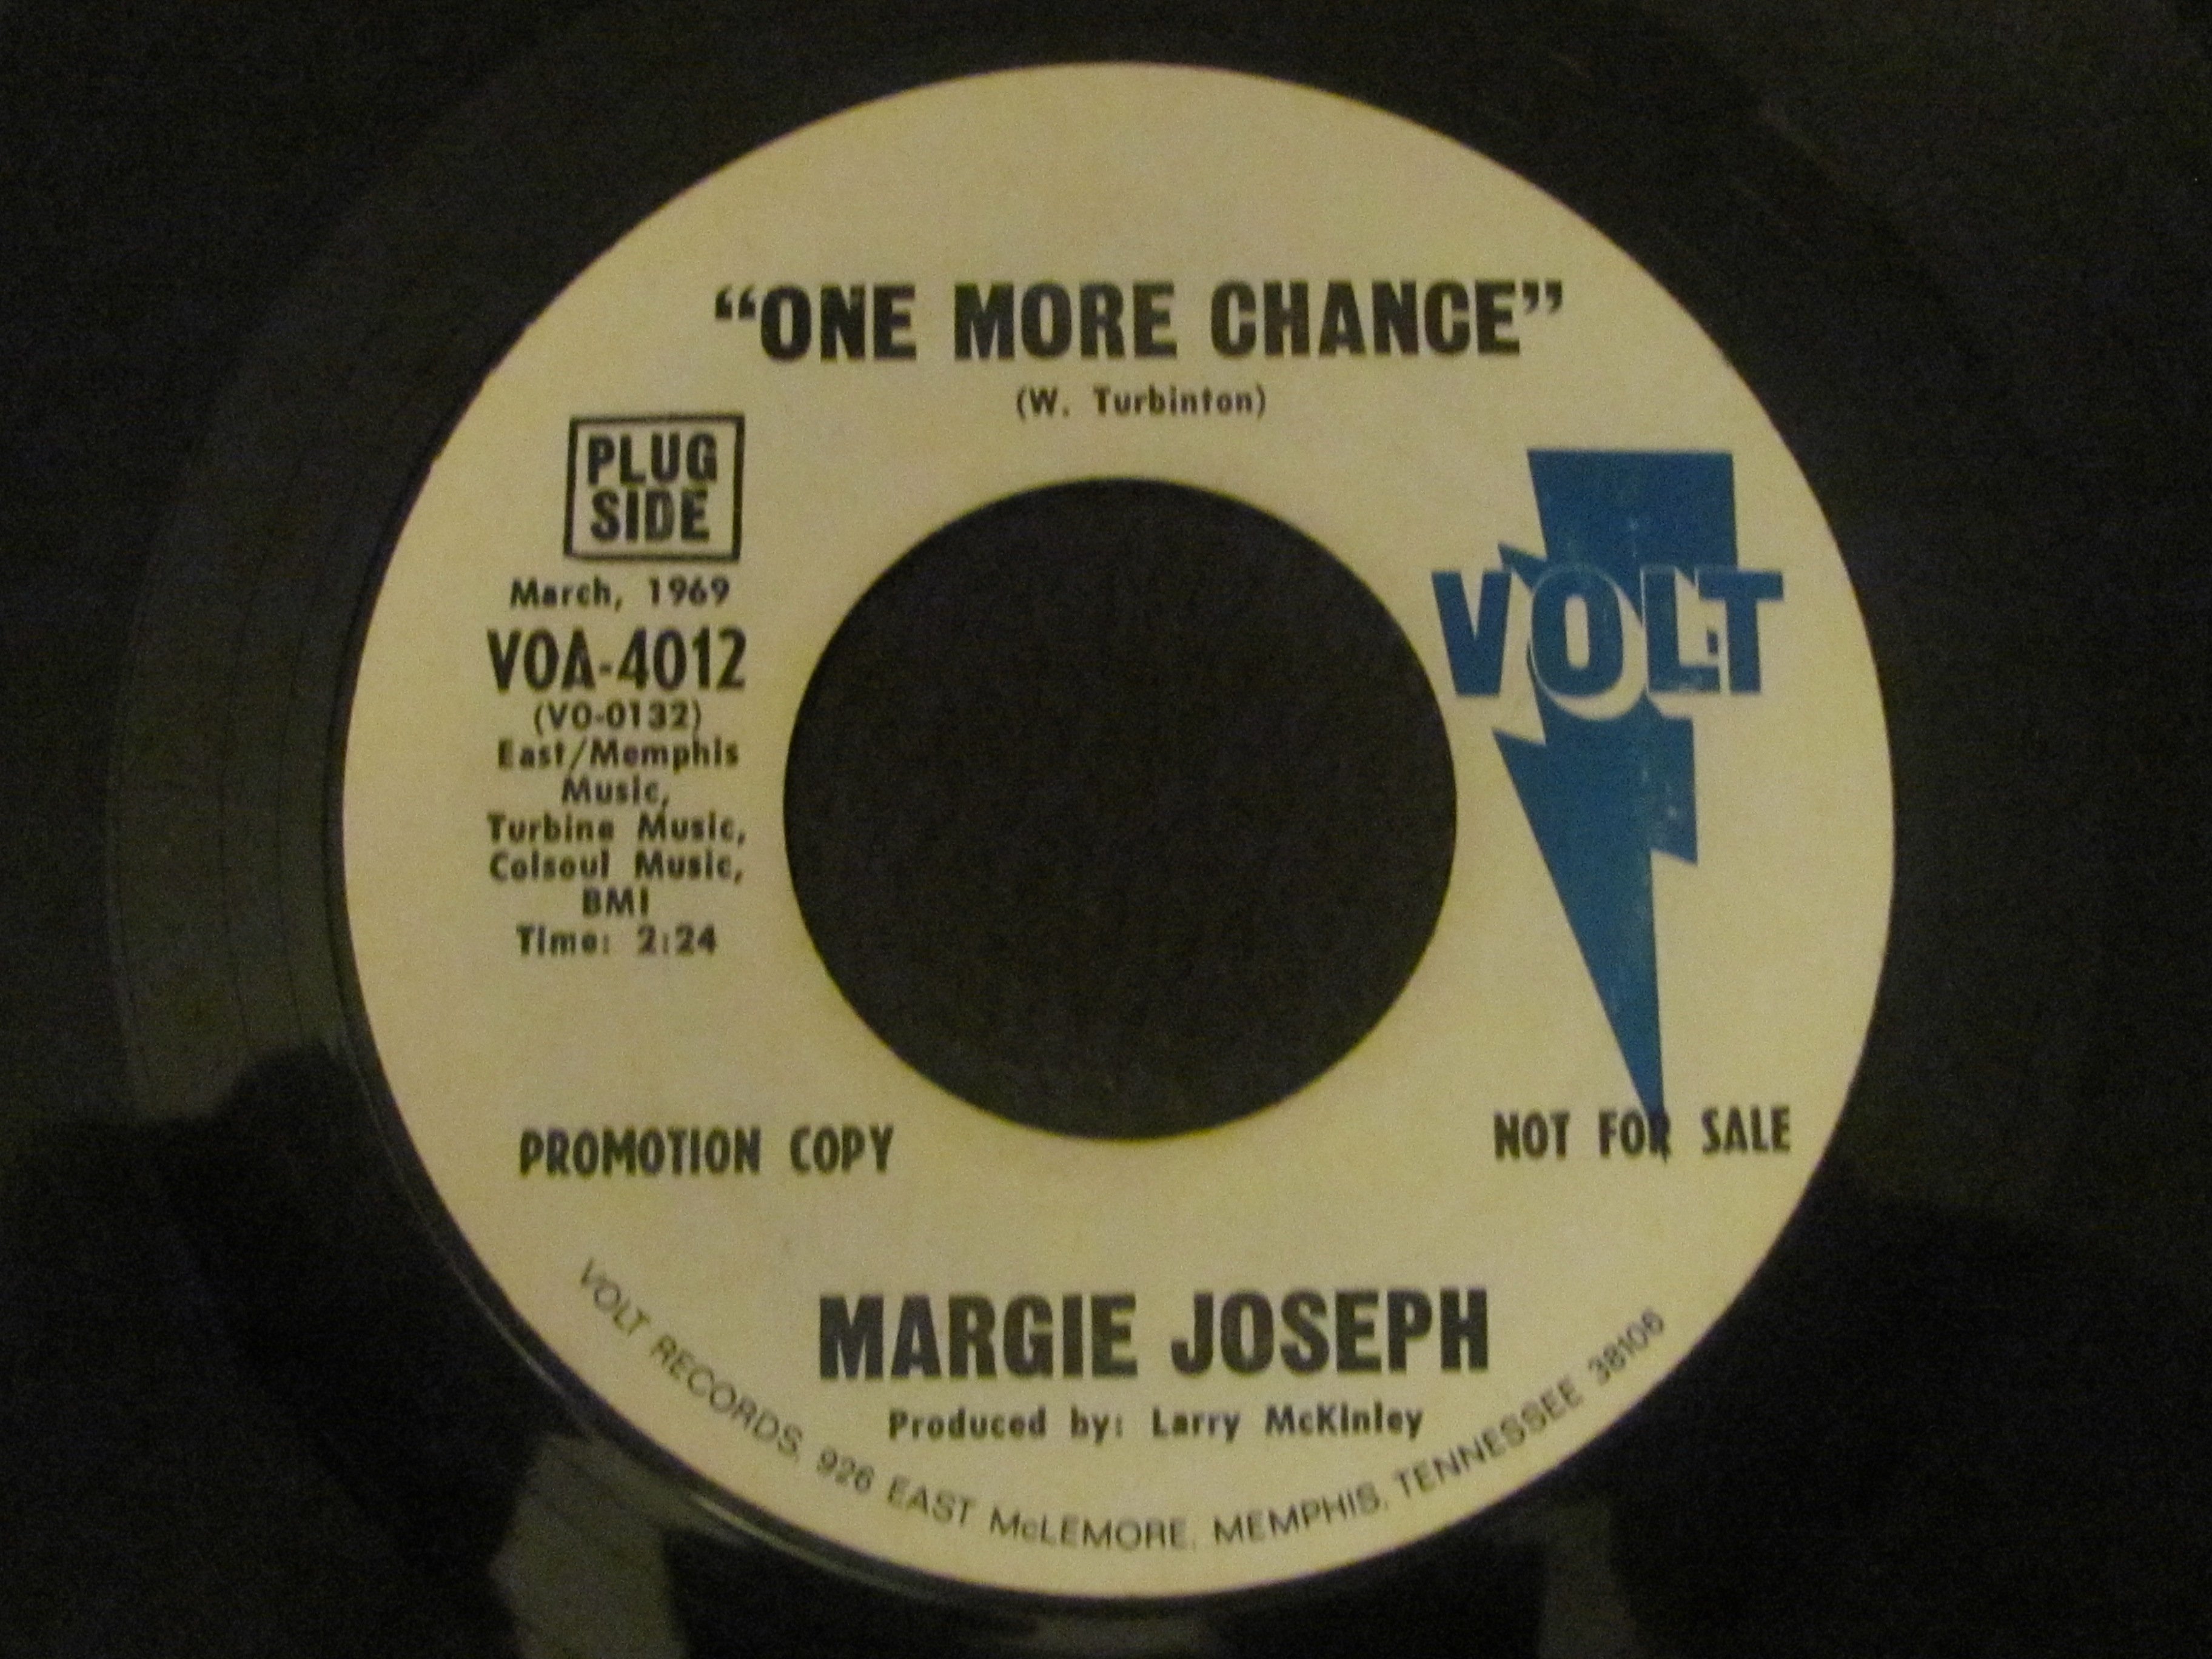 “ONE MORE CHANCE”
(W. Turbinton)
PLUG
SIDE
March, 1969
VOA-4012
(VO-0132)
East/Memphis
Music,
Turbine Music,
Colsoul Music,
BMI
Time: 2:24
VOLT
PROMOTION COPY
NOT FOR SALE
MARGIE JOSEPH
Produced by: Larry McKinley
VOLT RECORDS, 926 EAST McLEMORE, MEMPHIS, TENNESSEE 38106